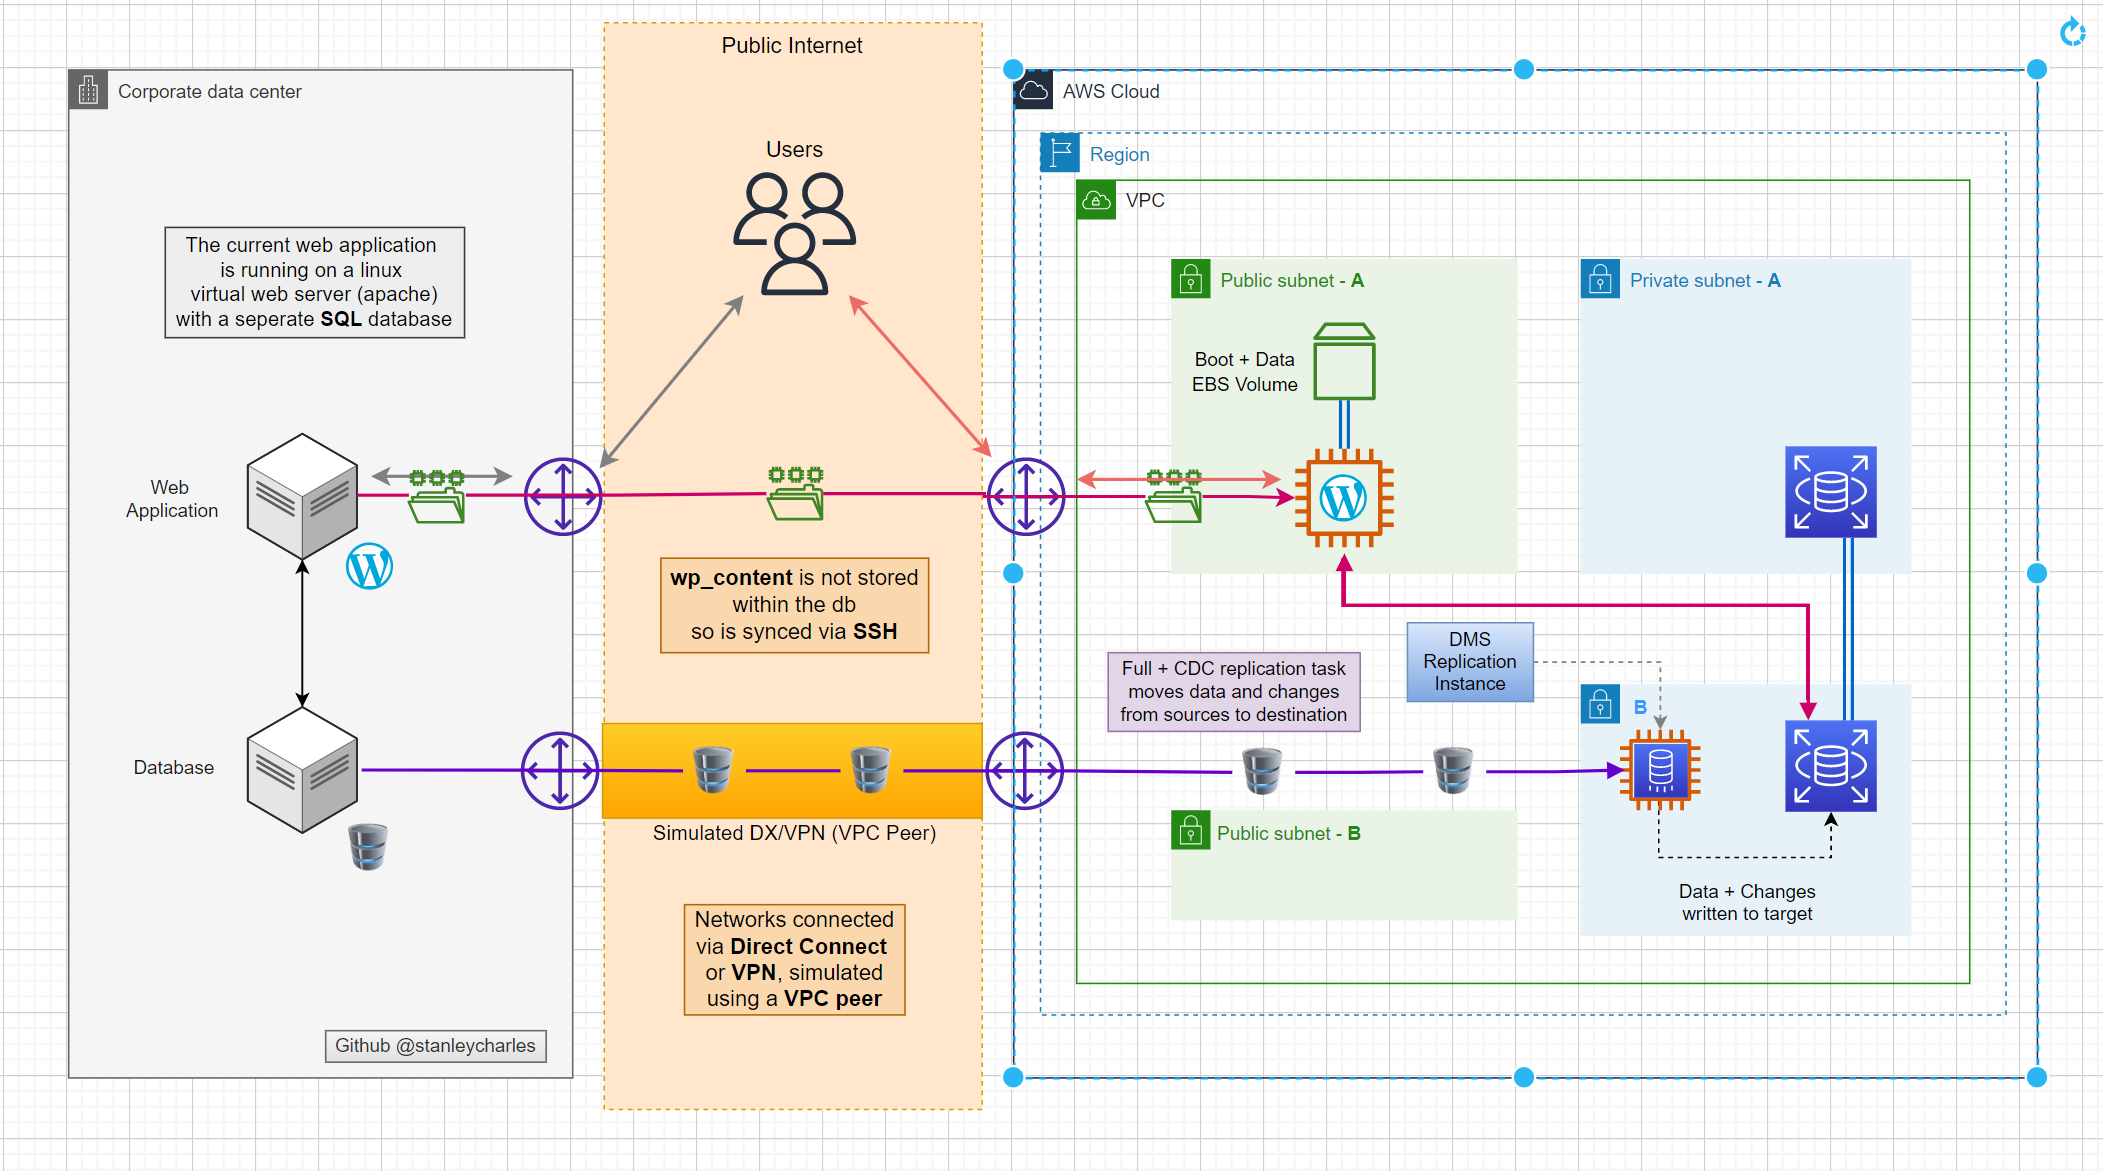 Public Internet
Corporate data center
AWS Cloud
Users
Region
VPC
The current web application
is running on a linux
virtual web server (apache)
with a seperate SQL database
Public subnet - A
Private subnet - A
Boot + Data
EBS Volume
Web
Application
wp_content is not stored
within the db
so is synced via SSH
Full + CDC replication task
moves data and changes
from sources to destination
DMS
Replication
Instance
B
Database
Simulated DX/VPN (VPC Peer)
Public subnet - B
Data + Changes
written to target
Networks connected
via Direct Connect
or VPN, simulated
using a VPC peer
Github @stanleycharles